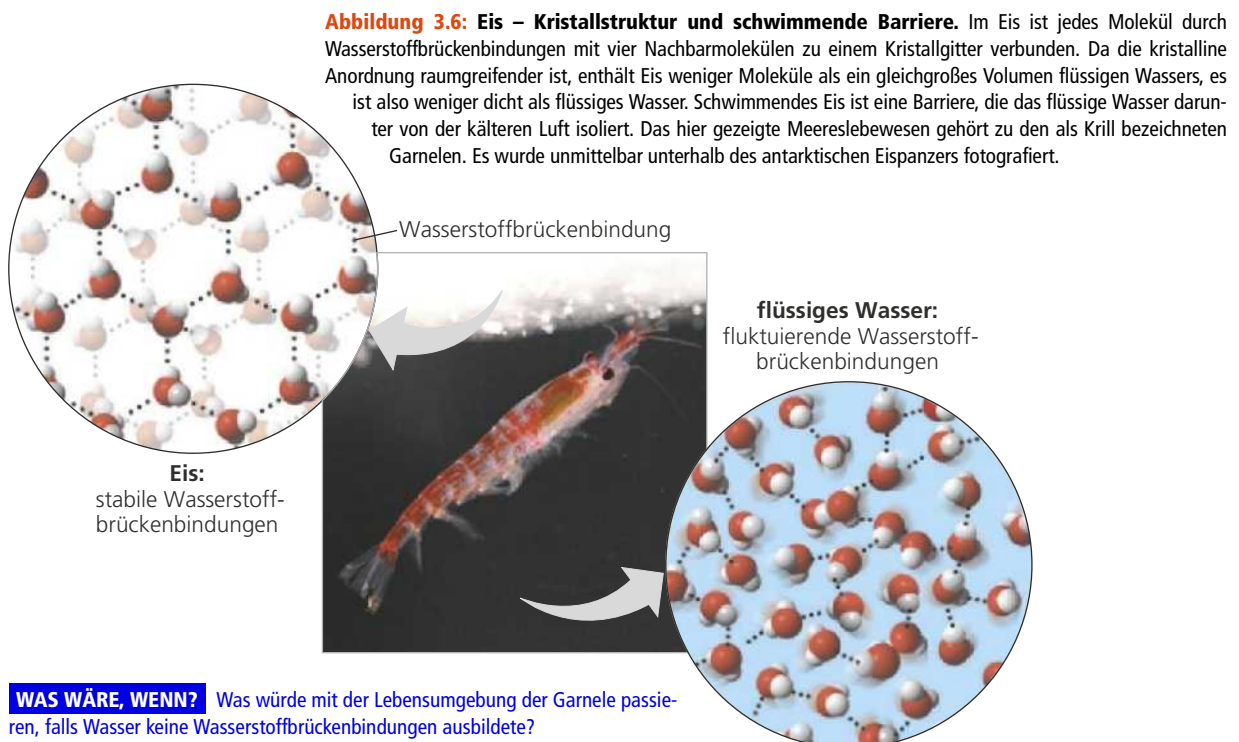 Abbildung 3.6: Eis – Kristallstruktur und schwimmende Barriere. Im Eis ist jedes Molekül durch
Wasserstoffbrückenbindungen mit vier Nachbarmolekülen zu einem Kristallgitter verbunden. Da die kristalline
Anordnung raumgreifender ist, enthält Eis weniger Moleküle als ein gleichgroßes Volumen flüssigen Wassers, es
ist also weniger dicht als flüssiges Wasser. Schwimmendes Eis ist eine Barriere, die das flüssige Wasser darun-
ter von der kälteren Luft isoliert. Das hier gezeigte Meereslebewesen gehört zu den als Krill bezeichneten
Garnelen. Es wurde unmittelbar unterhalb des antarktischen Eispanzers fotografiert.
Wasserstoffbrückenbindung
flüssiges Wasser:
fluktuierende Wasserstoff-
brückenbindungen
Eis:
stabile Wasserstoff-
brückenbindungen
WAS WÄRE, WENN? Was würde mit der Lebensumgebung der Garnele passie-
ren, falls Wasser keine Wasserstoffbrückenbindungen ausbildete?